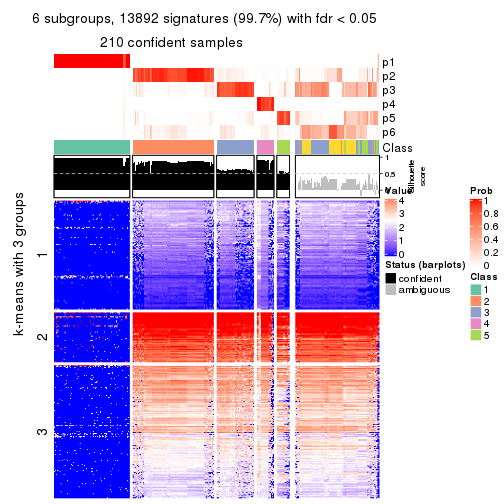 6 subgroups, 13892 signatures (99.7%) with fdr < 0.05
210 confident samples
p1
p2
p3
p4
p5
p6
Class
1
0.5
0
Silhouette
score
k-means with 3 groups
1
2
3
Value
4
3
2
1
0
Status (barplots)
confident
ambiguous
Prob
1
0.8
0.6
0.4
0.2
0
Class
1
2
3
4
5